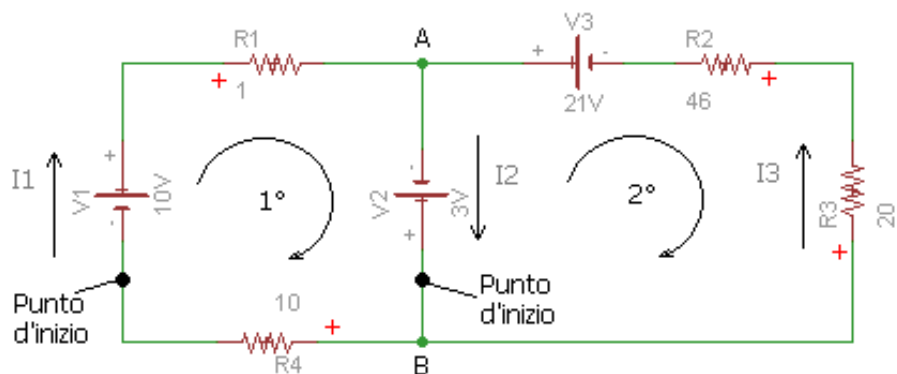 R1
1
+
A
V3
+
-
21V
R2
46
+
I1
+
V1
10V
-
1°
-
V2
3V
+
I2
2°
I3
R3
20
+
Punto
d'inizio
Punto
d'inizio
10
+
R4
B